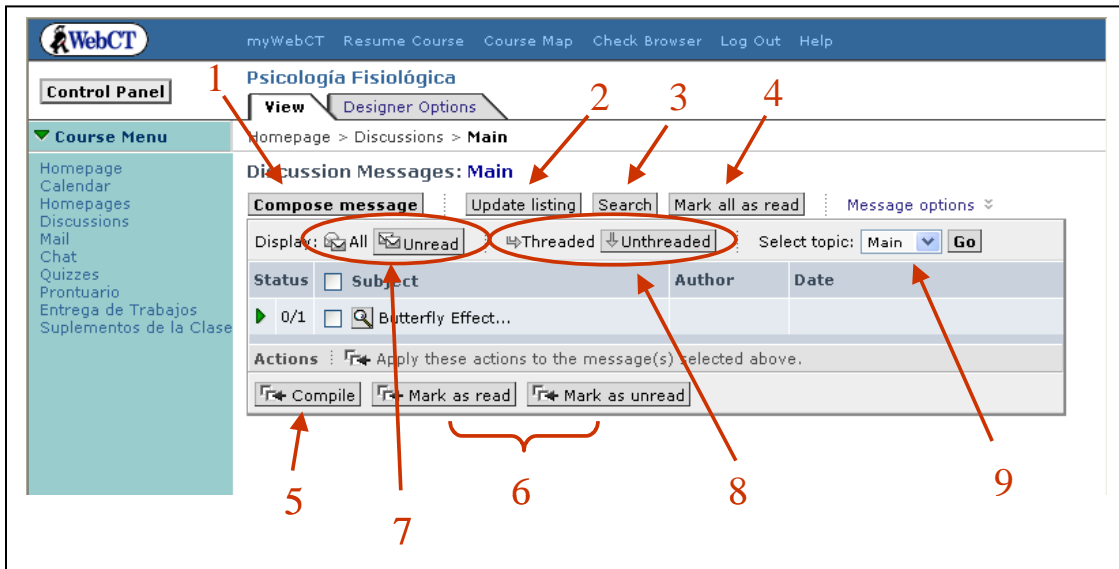 WebCT
myWebCT Resume Course Course Map Check Browser Log Out Help
Control Panel
Psicología Fisiológica
1 2 3 4
View Designer Options
Course Menu
Homepage > Discussions > Main
Homepage
Calendar
Homepages
Discussions
Mail
Chat
Quizzes
Prontuario
Entrega de Trabajos
Suplementos de la Clase
Discussion Messages: Main
Compose message Update listing Search Mark all as read Message options
Display: All Unread Threaded Unthreaded Select topic: Main Go
Status Subject Author Date
0/1 Butterfly Effect...
Actions Apply these actions to the message(s) selected above.
Compile Mark as read Mark as unread
5 7 6 8 9